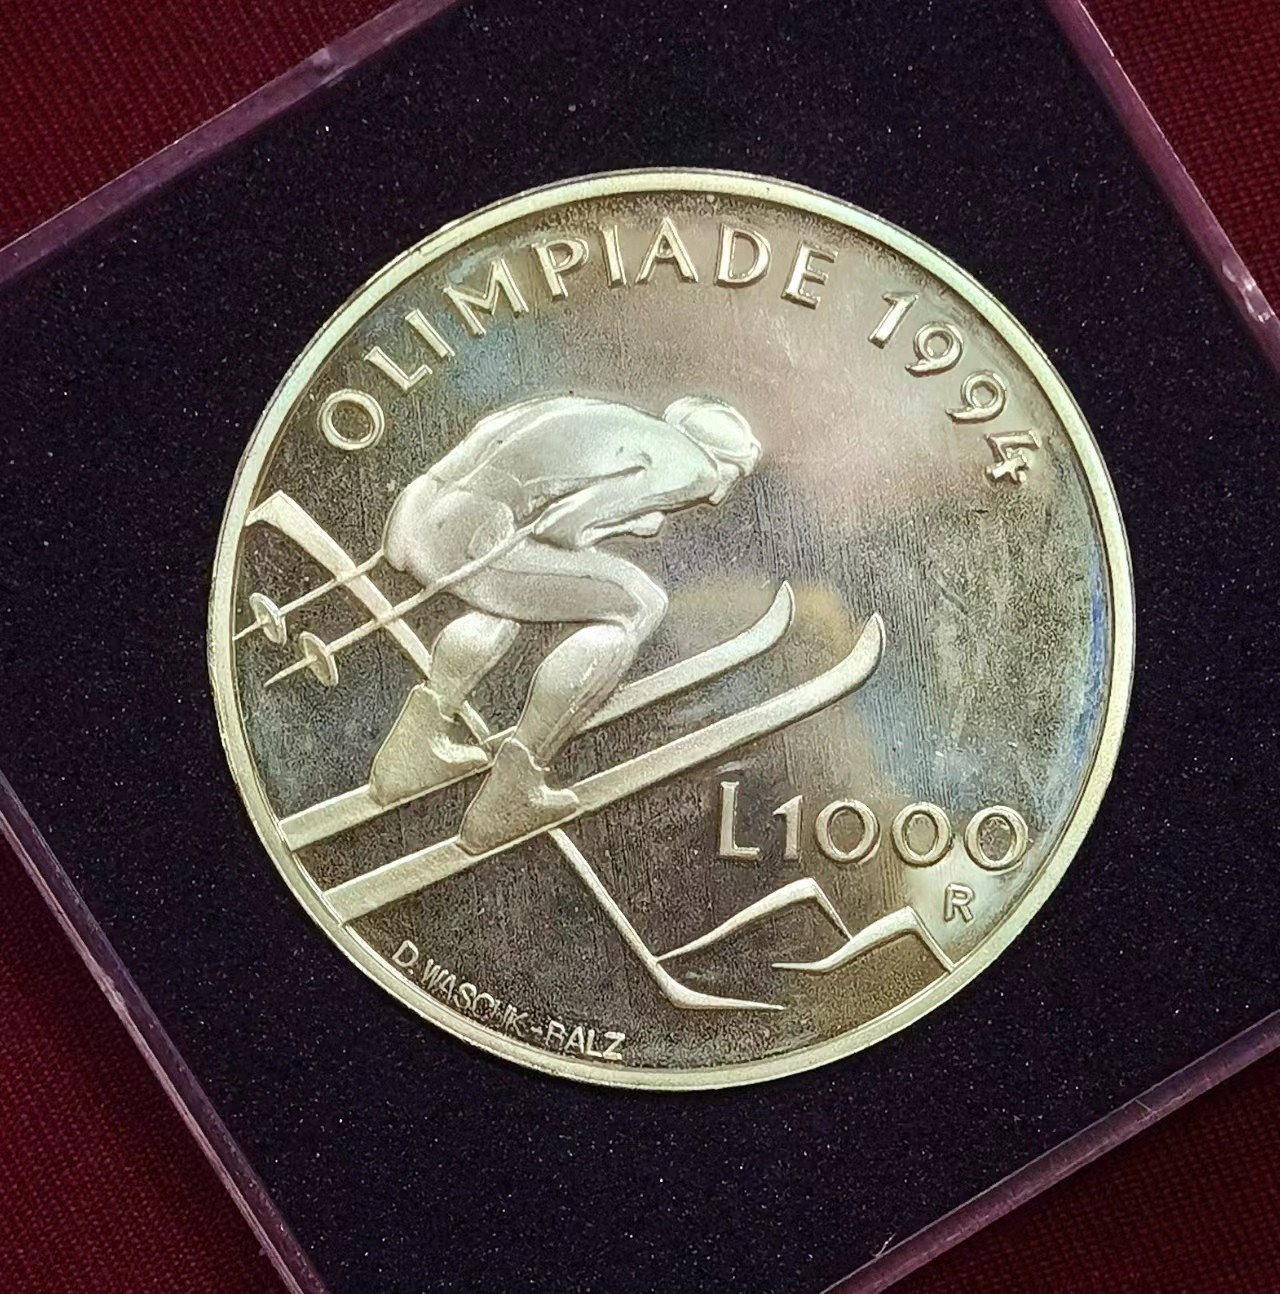 OLIMPIADE 1994
L1000
R
D. WASCHK-BALZ